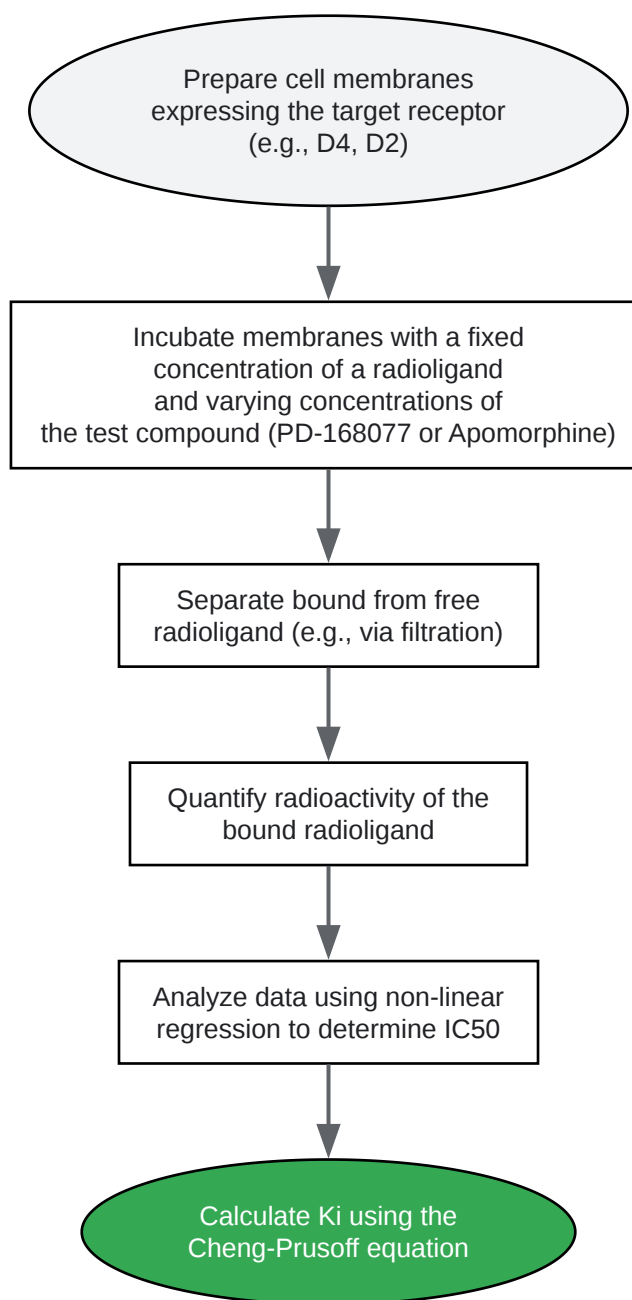 Prepare cell membranes
expressing the target receptor
(e.g., D4, D2)
Incubate membranes with a fixed
concentration of a radioligand
and varying concentrations of
the test compound (PD-168077 or Apomorphine)
Separate bound from free
radioligand (e.g., via filtration)
Quantify radioactivity of the
bound radioligand
Analyze data using non-linear
regression to determine IC50
Calculate Ki using the
Cheng-Prusoff equation